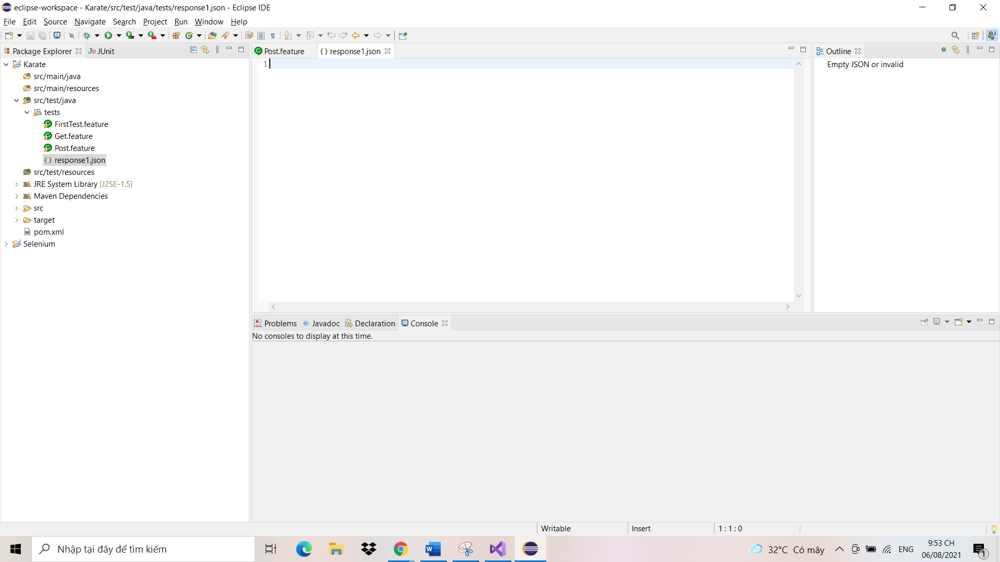 eclipse-workspace - Karate/src/test/java/tests/response1.json - Eclipse IDE
File Edit Source Navigate Search Project Run Window Help
Package Explorer
JUnit
Karate
src/main/java
src/main/resources
src/test/java
tests
FirstTest.feature
Get.feature
Post.feature
response1.json
src/test/resources
JRE System Library [J2SE-1.5]
Maven Dependencies
src
target
pom.xml
Selenium
Post.feature
response1.json
1
Outline
Empty JSON or invalid
Problems
Javadoc
Declaration
Console
No consoles to display at this time.
Writable
Insert
1 : 1 : 0
Nhập tại đây để tìm kiếm
32°C Có mây
ENG
9:53 CH
06/08/2021
1